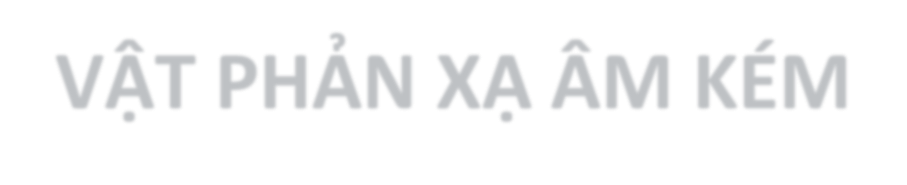 VẬT PHẢN XẠ ÂM KÉM